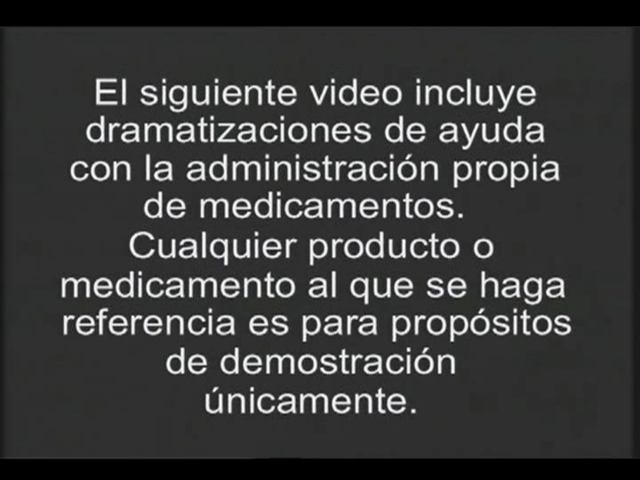 El siguiente video incluye
dramatizaciones de ayuda
con la administración propia
de medicamentos.
Cualquier producto o
medicamento al que se haga
referencia es para propósitos
de demostración
únicamente.